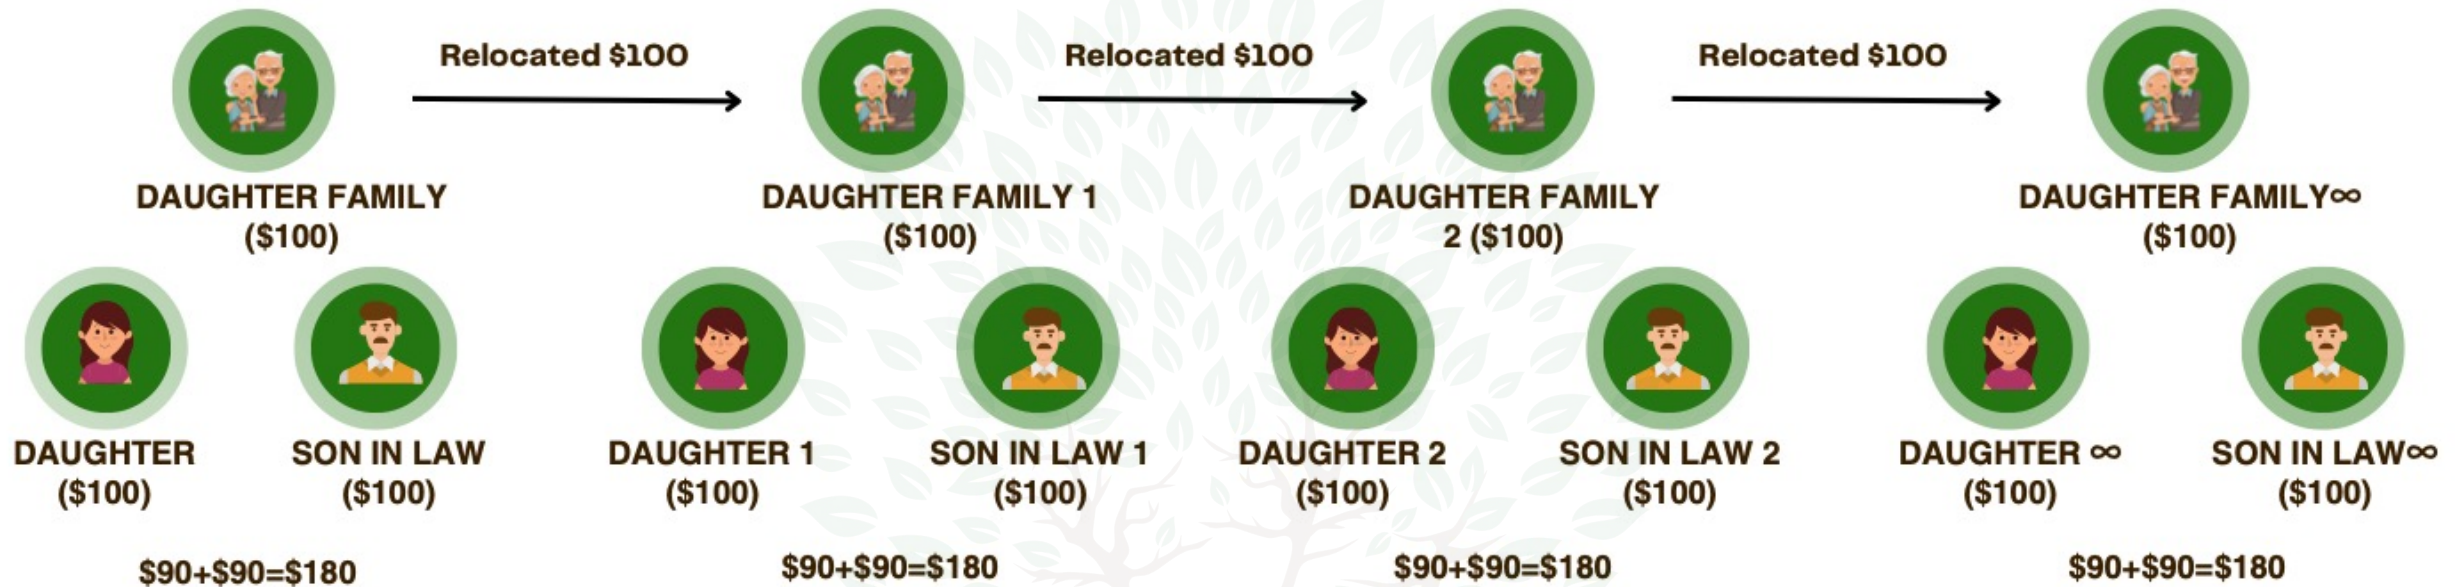 Relocated $100
Relocated $100
Relocated $100
DAUGHTER FAMILY
($100)
DAUGHTER FAMILY 1
($100)
DAUGHTER FAMILY
2 ($100)
DAUGHTER FAMILY∞
($100)
DAUGHTER
($100)
SON IN LAW
($100)
DAUGHTER 1
($100)
SON IN LAW 1
($100)
DAUGHTER 2
($100)
SON IN LAW 2
($100)
DAUGHTER ∞
($100)
SON IN LAW∞
($100)
$90+$90=$180
$90+$90=$180
$90+$90=$180
$90+$90=$180